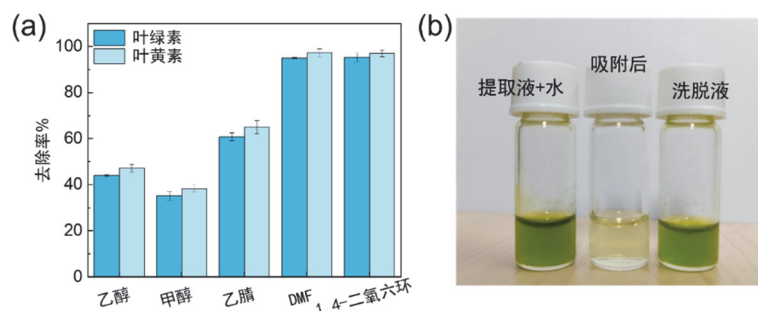 (a)
叶绿素
叶黄素
去除率%
100
80
60
40
20
0
乙醇
甲醇
乙腈
DMF
1,4-二氧六环
(b)
提取液+水
吸附后
洗脱液